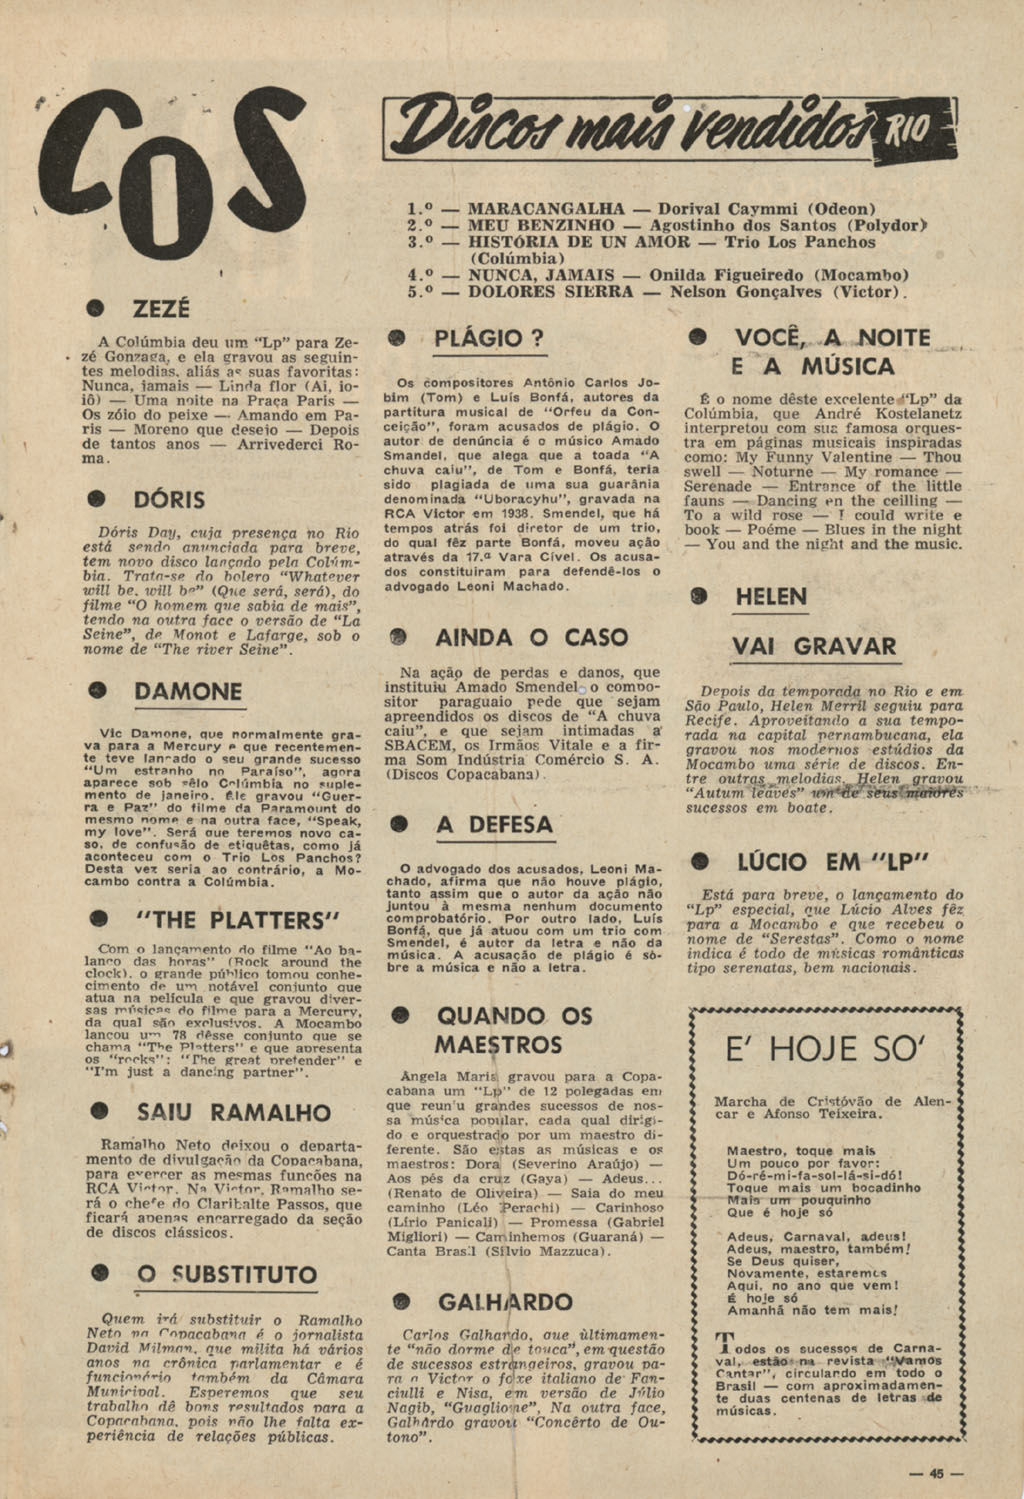 COS
Discos mais vendidos RIO
1.º — MARACANGALHA — Dorival Caymmi (Odeon)
2.º — MEU BENZINHO — Agostinho dos Santos (Polydor)
3.º — HISTÓRIA DE UN AMOR — Trio Los Panchos
(Colúmbia)
4.º — NUNCA, JAMAIS — Onilda Figueiredo (Mocambo)
5.º — DOLORES SIERRA — Nelson Gonçalves (Victor).
● ZEZÉ
A Colúmbia deu um "Lp" para Ze-
zé Gonzaga, e ela gravou as seguin-
tes melodias, aliás as suas favoritas:
Nunca, jamais — Linda flor (Ai, io-
iô) — Uma noite na Praça Paris —
Os zóio do peixe — Amando em Pa-
ris — Moreno que desejo — Depois
de tantos anos — Arrivederci Ro-
ma.
● DÓRIS
Dóris Day, cuja presença no Rio
está sendo anunciada para breve,
tem novo disco lançado pela Colúm-
bia. Trata-se do bolero "Whatever
will be, will be" (Que será, será), do
filme "O homem que sabia de mais",
tendo na outra face o versão de "La
Seine", de Monot e Lafarge, sob o
nome de "The river Seine".
● DAMONE
Vic Damone, que normalmente gra-
va para a Mercury e que recentemen-
te teve lançado o seu grande sucesso
"Um estranho no Paraíso", agora
aparece sob sêlo Colúmbia no suple-
mento de janeiro. Êle gravou "Guer-
ra e Paz" do filme da Paramount do
mesmo nome e na outra face, "Speak,
my love". Será que teremos novo ca-
so, de confusão de etiquêtas, como já
aconteceu com o Trio Los Panchos?
Desta vez seria ao contrário, a Mo-
cambo contra a Colúmbia.
● "THE PLATTERS"
Com o lançamento do filme "Ao ba-
lanço das horas" (Rock around the
clock), o grande público tomou conhe-
cimento de um notável conjunto que
atua na película e que gravou diver-
sas músicas do filme para a Mercury,
da qual são exclusivos. A Mocambo
lançou um 78 dêsse conjunto que se
chama "The Platters" e que apresenta
os "rocks": "The great pretender" e
"I'm just a dancing partner".
● SAIU RAMALHO
Ramalho Neto deixou o departa-
mento de divulgação da Copacabana,
para exercer as mesmas funções na
RCA Victor. Na Victor, Ramalho se-
rá o chefe do Claribalte Passos, que
ficará apenas encarregado da seção
de discos clássicos.
● O SUBSTITUTO
Quem irá substituir o Ramalho
Neto na Copacabana é o jornalista
David Milman, que milita há vários
anos na crônica parlamentar e é
funcionário também da Câmara
Municipal. Esperemos que seu
trabalho dê bons resultados para a
Copacabana, pois não lhe falta ex-
periência de relações públicas.
● PLÁGIO ?
Os compositores Antônio Carlos Jo-
bim (Tom) e Luís Bonfá, autores da
partitura musical de "Orfeu da Con-
ceição", foram acusados de plágio. O
autor de denúncia é o músico Amado
Smandel, que alega que a toada "A
chuva caiu", de Tom e Bonfá, teria
sido plagiada de uma sua guarânia
denominada "Uboracyhu", gravada na
RCA Victor em 1938. Smendel, que há
tempos atrás foi diretor de um trio,
do qual fêz parte Bonfá, moveu ação
através da 17.ª Vara Cível. Os acusa-
dos constituiram para defendê-los o
advogado Leoni Machado.
● AINDA O CASO
Na ação de perdas e danos, que
instituiu Amado Smendel, o compo-
sitor paraguaio pede que sejam
apreendidos os discos de "A chuva
caiu", e que sejam intimadas a
SBACEM, os Irmãos Vitale e a fir-
ma Som Indústria Comércio S. A.
(Discos Copacabana).
● A DEFESA
O advogado dos acusados, Leoni Ma-
chado, afirma que não houve plágio,
tanto assim que o autor da ação não
juntou à mesma nenhum documento
comprobatório. Por outro lado, Luís
Bonfá, que já atuou com um trio com
Smendel, é autor da letra e não da
música. A acusação de plágio é sô-
bre a música e não a letra.
● QUANDO OS
MAESTROS
Ângela Maria gravou para a Copa-
cabana um "Lp" de 12 polegadas em
que reuniu grandes sucessos de nos-
sa música popular, cada qual dirigi-
do e orquestrado por um maestro di-
ferente. São estas as músicas e os
maestros: Dora (Severino Araújo) —
Aos pés da cruz (Gaya) — Adeus...
(Renato de Oliveira) — Saia do meu
caminho (Léo Perachi) — Carinhoso
(Lírio Panicali) — Promessa (Gabriel
Migliori) — Caminhemos (Guaraná) —
Canta Brasil (Silvio Mazzuca).
● GALHARDO
Carlos Galhardo, que ùltimamen-
te "não dorme de touca", em questão
de sucessos estrangeiros, gravou pa-
ra a Victor o foxe italiano de Fan-
ciulli e Nisa, em versão de Júlio
Nagib, "Guaglione", Na outra face,
Galhardo gravou "Concêrto de Ou-
tono".
● VOCÊ, A NOITE
E A MÚSICA
É o nome dêste excelente "Lp" da
Colúmbia, que André Kostelanetz
interpretou com sua famosa orques-
tra em páginas musicais inspiradas
como: My Funny Valentine — Thou
swell — Noturne — My romance —
Serenade — Entrance of the little
fauns — Dancing en the ceilling —
To a wild rose — I could write e
book — Poéme — Blues in the night
— You and the night and the music.
● HELEN
VAI GRAVAR
Depois da temporada no Rio e em
São Paulo, Helen Merril seguiu para
Recife. Aproveitando a sua tempo-
rada na capital pernambucana, ela
gravou nos modernos estúdios da
Mocambo uma série de discos. En-
tre outras melodias, Helen gravou
"Autum leaves" um de seus maiores
sucessos em boate.
● LÚCIO EM "LP"
Está para breve, o lançamento do
"Lp" especial, que Lúcio Alves fêz
para a Mocambo e que recebeu o
nome de "Serestas". Como o nome
indica é todo de músicas românticas
tipo serenatas, bem nacionais.
E' HOJE SO'
Marcha de Cristóvão de Alen-
car e Afonso Teixeira.
Maestro, toque mais
Um pouco por favor:
Dó-ré-mi-fa-sol-lá-si-dó!
Toque mais um bocadinho
Mais um pouquinho
Que é hoje só
Adeus, Carnaval, adeus!
Adeus, maestro, também!
Se Deus quiser,
Novamente, estaremos
Aqui, no ano que vem!
É hoje só
Amanhã não tem mais!
Todos os sucessos de Carna-
val, estão na revista "Vamos
Cantar", circulando em todo o
Brasil — com aproximadamen-
te duas centenas de letras de
músicas.
— 45 —